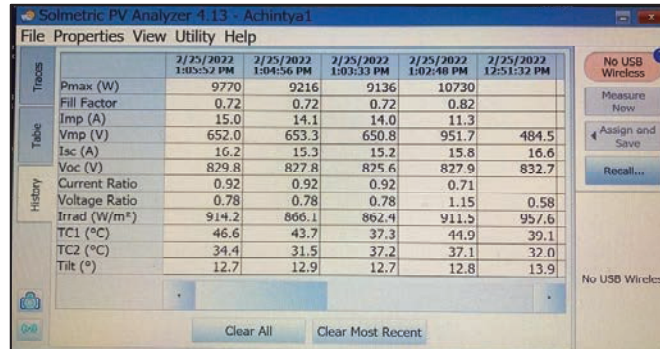 Solmetric PV Analyzer 4.13 - Achintya1
File Properties View Utility Help
2/25/2022 2/25/2022 2/25/2022 2/25/2022 2/25/2022
1:05:52 PM 1:04:56 PM 1:03:33 PM 1:02:48 PM 12:51:32 PM
Pmax (W) 9770 9216 9136 10730
Fill Factor 0.72 0.72 0.72 0.82
Imp (A) 15.0 14.1 14.0 11.3
Vmp (V) 652.0 653.3 650.8 951.7 484.5
Isc (A) 16.2 15.3 15.2 15.8 16.6
Voc (V) 829.8 827.8 825.6 827.9 832.7
Current Ratio 0.92 0.92 0.92 0.71
Voltage Ratio 0.78 0.78 0.78 1.15 0.58
Irrad (W/m²) 914.2 866.1 862.4 911.5 957.6
TC1 (°C) 46.6 43.7 37.3 44.9 39.1
TC2 (°C) 34.4 31.5 37.2 37.1 32.0
Tilt (°) 12.7 12.9 12.7 12.8 13.9
Traces
Table
History
Clear All
Clear Most Recent
No USB
Wireless
Measure
Now
Assign and
Save
Recall...
No USB Wireles